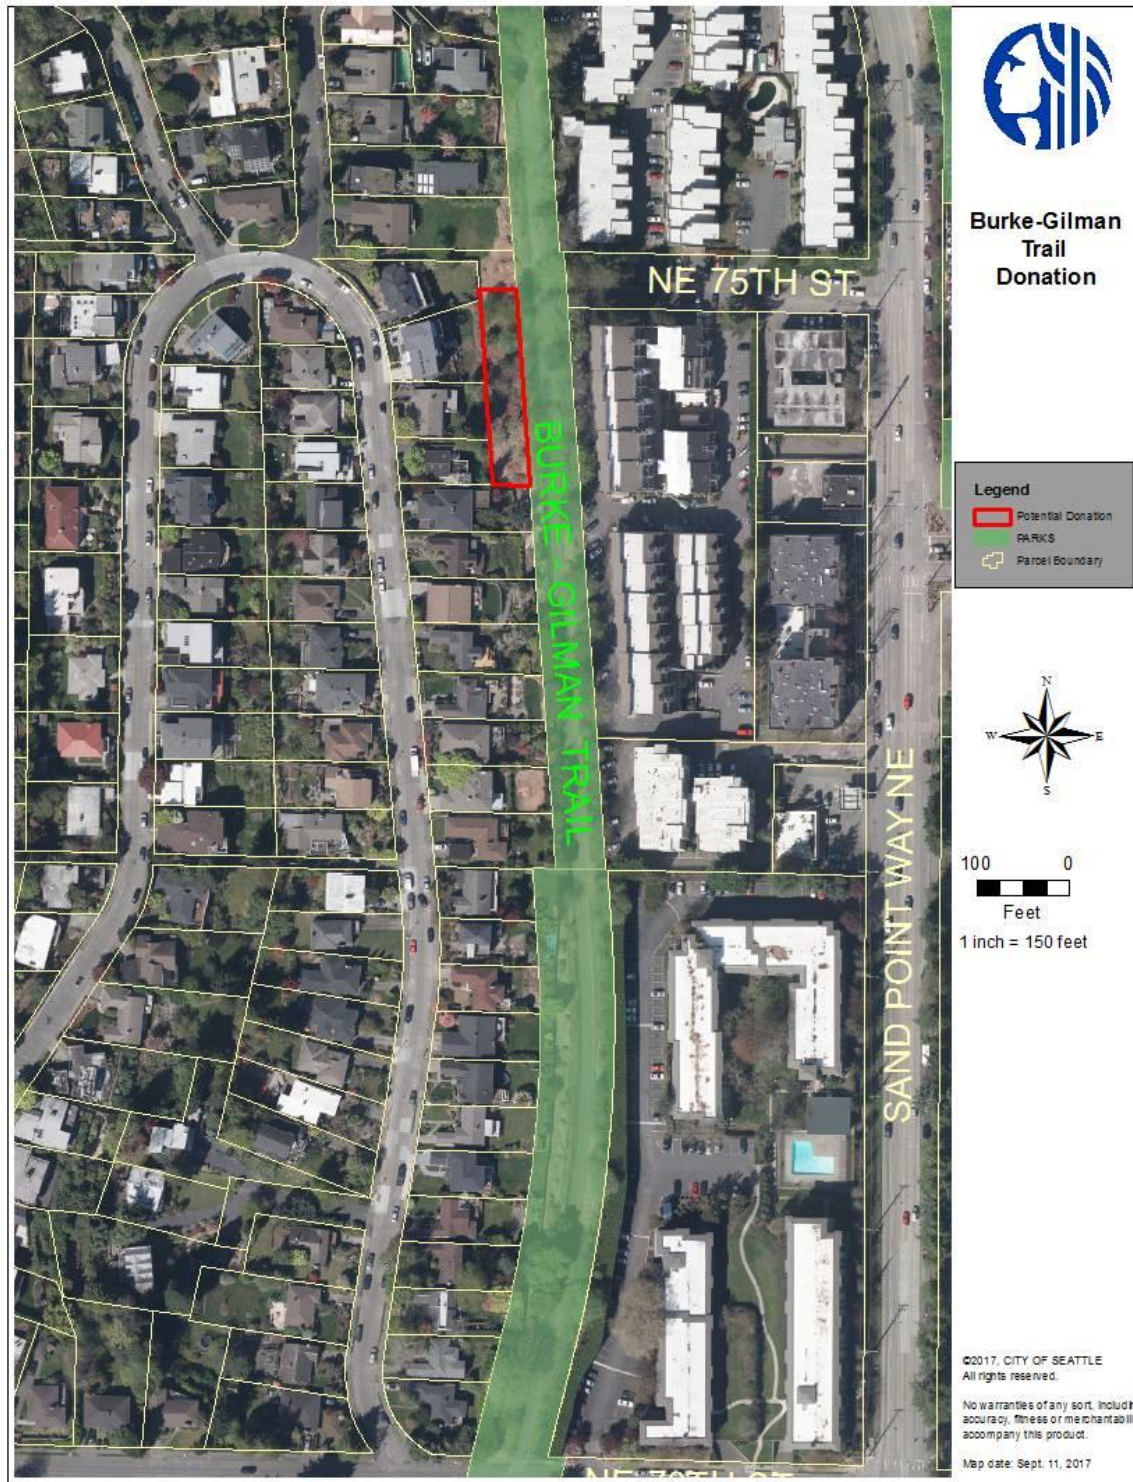 Burke-Gilman
Trail
Donation
NE 75TH ST.
BURKE - GILMAN TRAIL
SAND POINT WAY NE
Legend
Potential Donation
PARKS
Parcel Boundary
N
W E
S
100 0
Feet
1 inch = 150 feet
©2017, CITY OF SEATTLE
All rights reserved.
No warranties of any sort, includin
accuracy, fitness or merchantabili
accompany this product.
Map date: Sept. 11, 2017